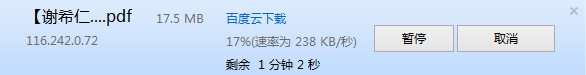 【谢希仁....pdf 17.5 MB 百度云下载
116.242.0.72 17%(速率为 238 KB/秒) 暂停 取消
剩余 1 分钟 2 秒